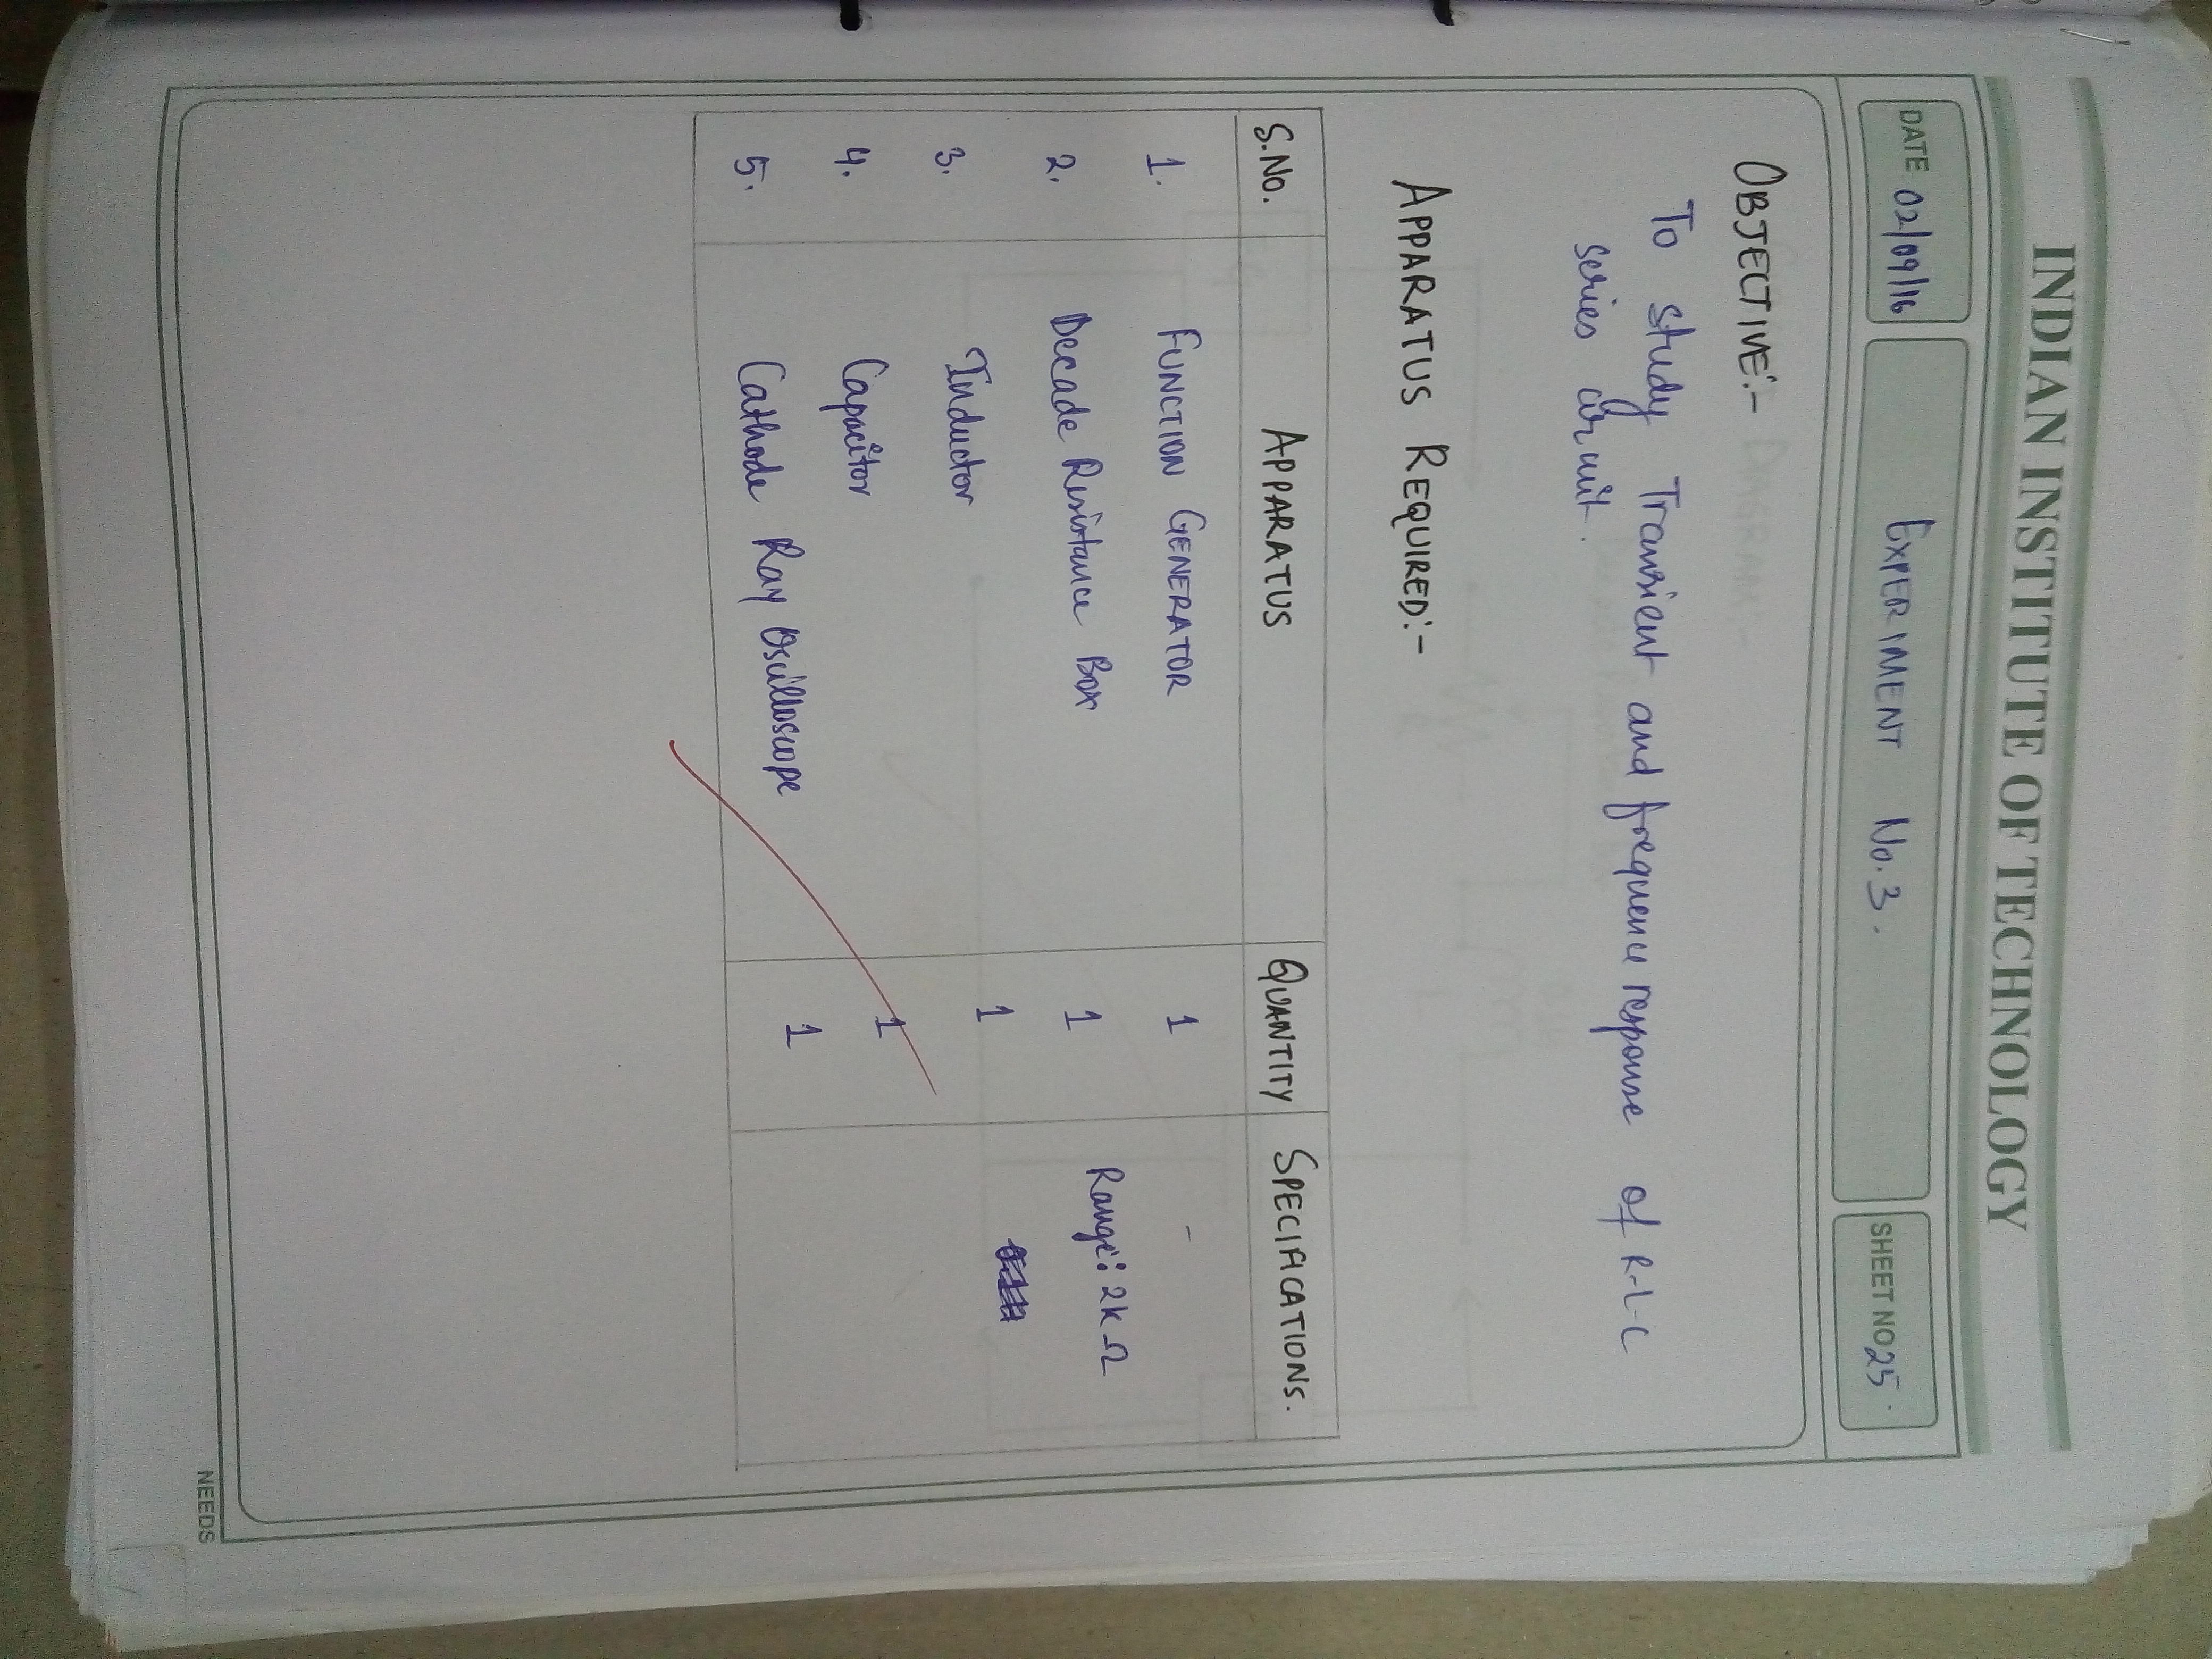 INDIAN INSTITUTE OF TECHNOLOGY
DATE 02/09/16 EXPERIMENT No. 3. SHEET NO 25
OBJECTIVE:-
To study Transient and frequence response of R-L-C
series circuit.
APPARATUS REQUIRED:-
S.No. APPARATUS QUANTITY SPECIFICATIONS.
1. FUNCTION GENERATOR 1 -
2. Decade Resistance Box 1 Range: 2k Ω
3. Inductor 1
4. Capacitor 1
5. Cathode Ray Oscilloscope 1
NEEDS